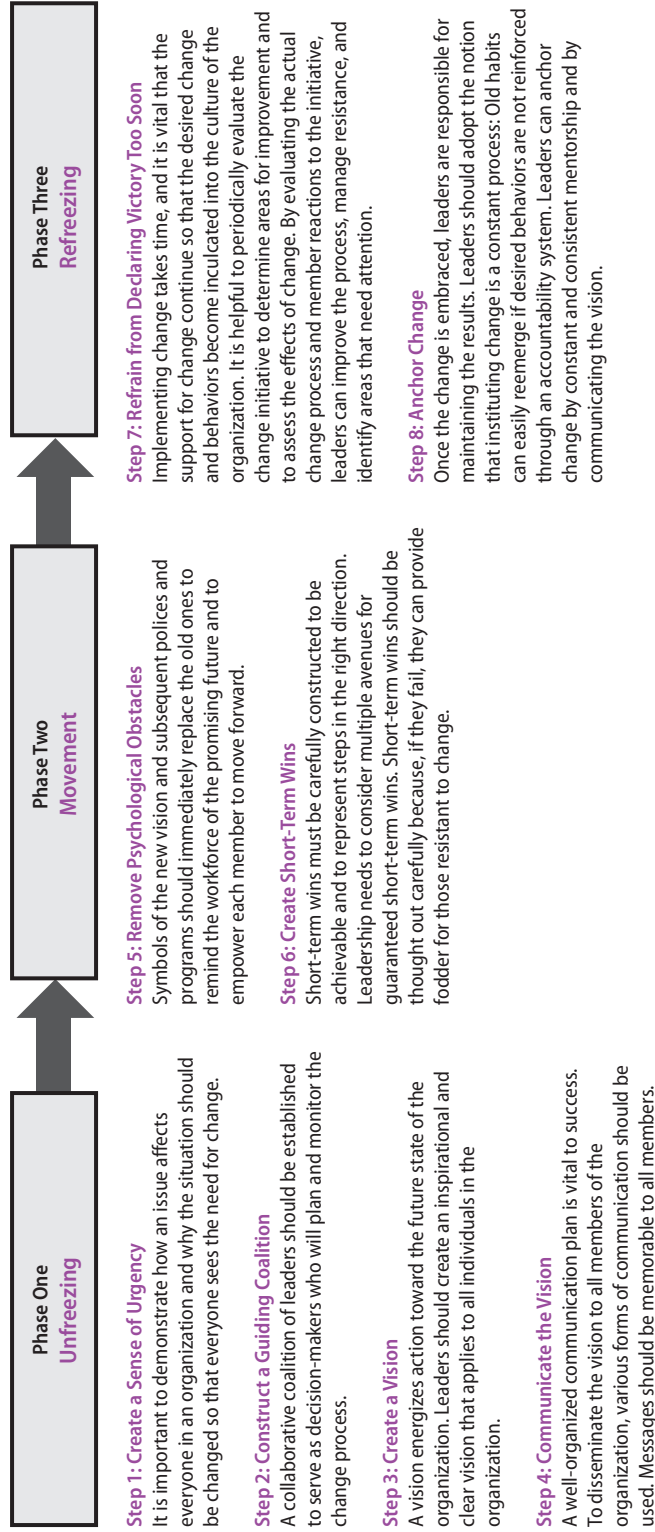 Phase One
Unfreezing
Step 1: Create a Sense of Urgency
It is important to demonstrate how an issue affects
everyone in an organization and why the situation should
be changed so that everyone sees the need for change.
Step 2: Construct a Guiding Coalition
A collaborative coalition of leaders should be established
to serve as decision-makers who will plan and monitor the
change process.
Step 3: Create a Vision
A vision energizes action toward the future state of the
organization. Leaders should create an inspirational and
clear vision that applies to all individuals in the
organization.
Step 4: Communicate the Vision
A well-organized communication plan is vital to success.
To disseminate the vision to all members of the
organization, various forms of communication should be
used. Messages should be memorable to all members.
Phase Two
Movement
Step 5: Remove Psychological Obstacles
Symbols of the new vision and subsequent polices and
programs should immediately replace the old ones to
remind the workforce of the promising future and to
empower each member to move forward.
Step 6: Create Short-Term Wins
Short-term wins must be carefully constructed to be
achievable and to represent steps in the right direction.
Leadership needs to consider multiple avenues for
guaranteed short-term wins. Short-term wins should be
thought out carefully because, if they fail, they can provide
fodder for those resistant to change.
Phase Three
Refreezing
Step 7: Refrain from Declaring Victory Too Soon
Implementing change takes time, and it is vital that the
support for change continue so that the desired change
and behaviors become inculcated into the culture of the
organization. It is helpful to periodically evaluate the
change initiative to determine areas for improvement and
to assess the effects of change. By evaluating the actual
change process and member reactions to the initiative,
leaders can improve the process, manage resistance, and
identify areas that need attention.
Step 8: Anchor Change
Once the change is embraced, leaders are responsible for
maintaining the results. Leaders should adopt the notion
that instituting change is a constant process: Old habits
can easily reemerge if desired behaviors are not reinforced
through an accountability system. Leaders can anchor
change by constant and consistent mentorship and by
communicating the vision.